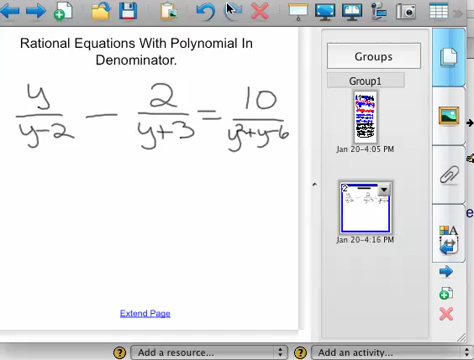 Rational Equations With Polynomial In
Denominator.
y/(y-2) - 2/(y+3) = 10/(y²+y-6)
Extend Page
Groups
Group1
Jan 20-4:05 PM
Jan 20-4:16 PM
Add a resource...
Add an activity...